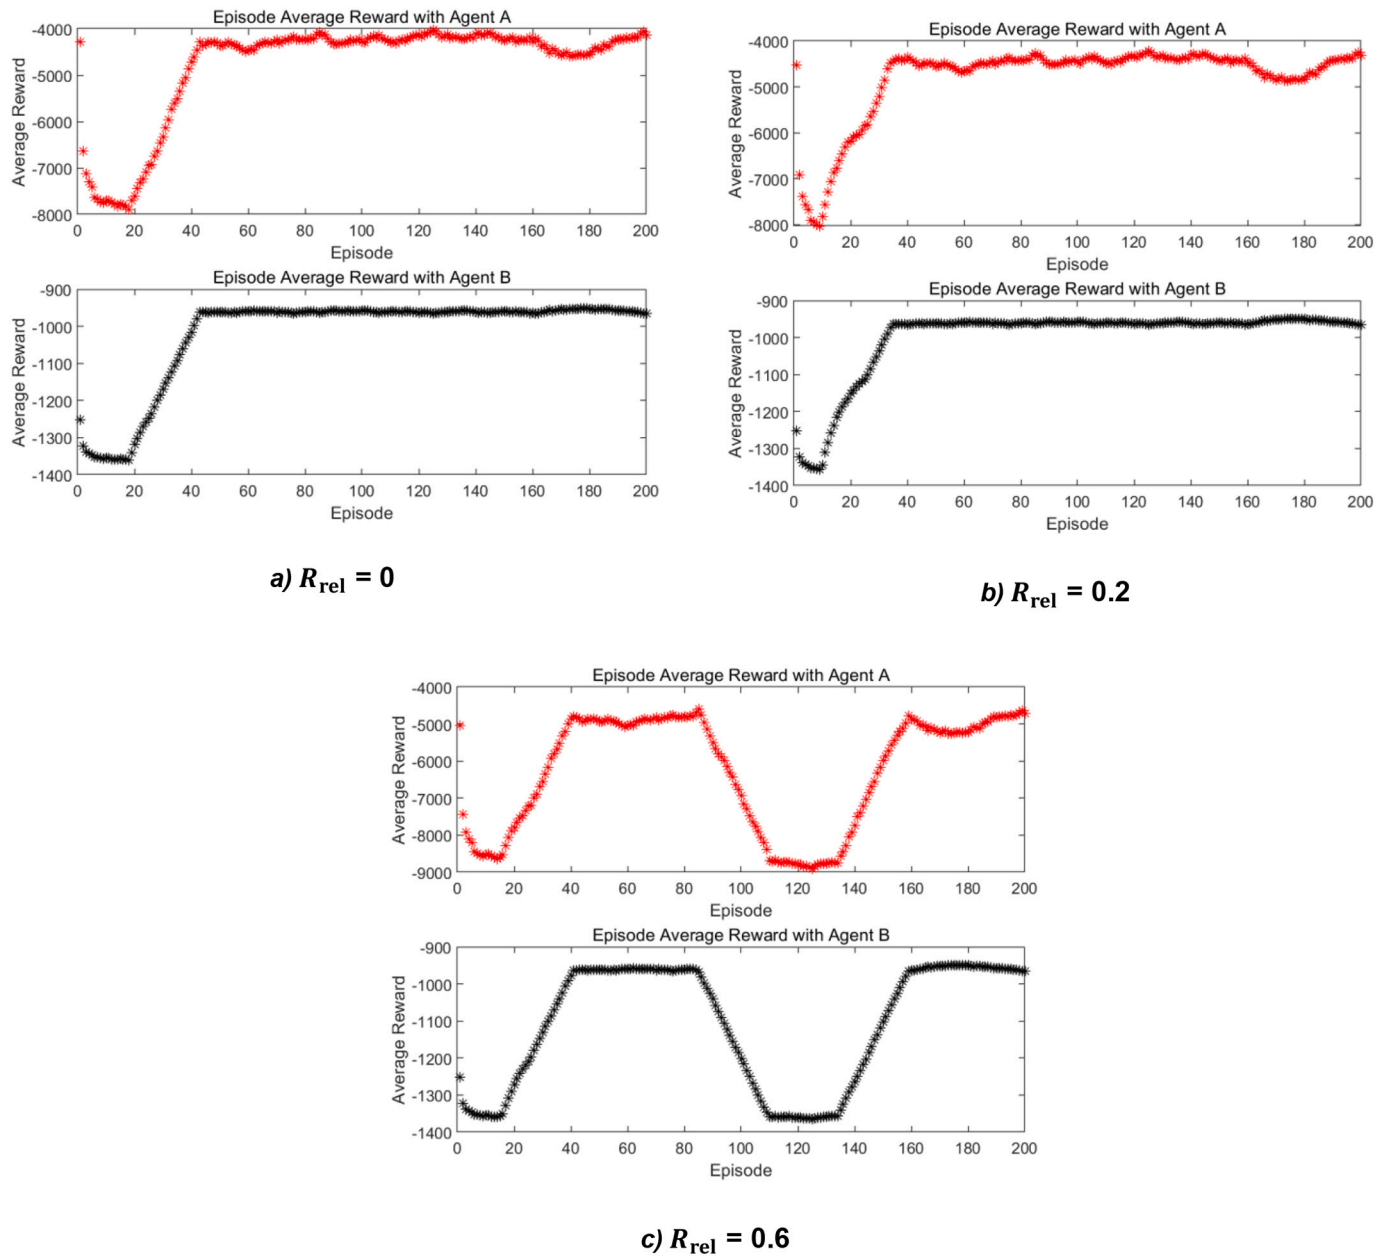 Episode Average Reward with Agent A
Average Reward
-4000
-5000
-6000
-7000
-8000
0 20 40 60 80 100 120 140 160 180 200
Episode
Episode Average Reward with Agent B
Average Reward
-900
-1000
-1100
-1200
-1300
-1400
0 20 40 60 80 100 120 140 160 180 200
Episode
a) Rrel = 0
Episode Average Reward with Agent A
Average Reward
-4000
-5000
-6000
-7000
-8000
0 20 40 60 80 100 120 140 160 180 200
Episode
Episode Average Reward with Agent B
Average Reward
-900
-1000
-1100
-1200
-1300
-1400
0 20 40 60 80 100 120 140 160 180 200
Episode
b) Rrel = 0.2
Episode Average Reward with Agent A
Average Reward
-4000
-5000
-6000
-7000
-8000
-9000
0 20 40 60 80 100 120 140 160 180 200
Episode
Episode Average Reward with Agent B
Average Reward
-900
-1000
-1100
-1200
-1300
-1400
0 20 40 60 80 100 120 140 160 180 200
Episode
c) Rrel = 0.6